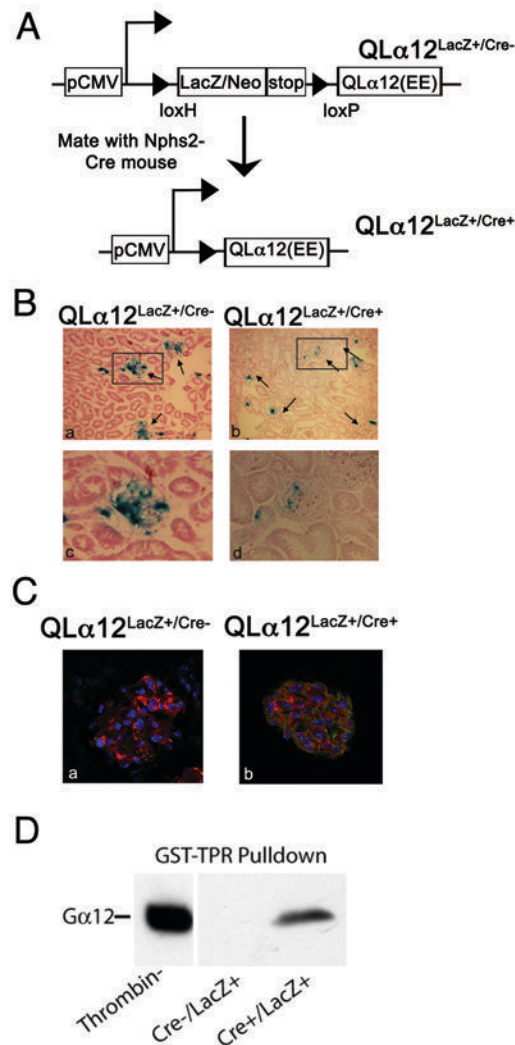 A
QLα12LacZ+/Cre-
pCMV LacZ/Neo stop QLα12(EE)
loxH loxP
Mate with Nphs2-
Cre mouse
QLα12LacZ+/Cre+
pCMV QLα12(EE)
B
QLα12LacZ+/Cre- QLα12LacZ+/Cre+
a b
c d
C
QLα12LacZ+/Cre- QLα12LacZ+/Cre+
a b
D
GST-TPR Pulldown
Gα12
Thrombin- Cre-/LacZ+ Cre+/LacZ+